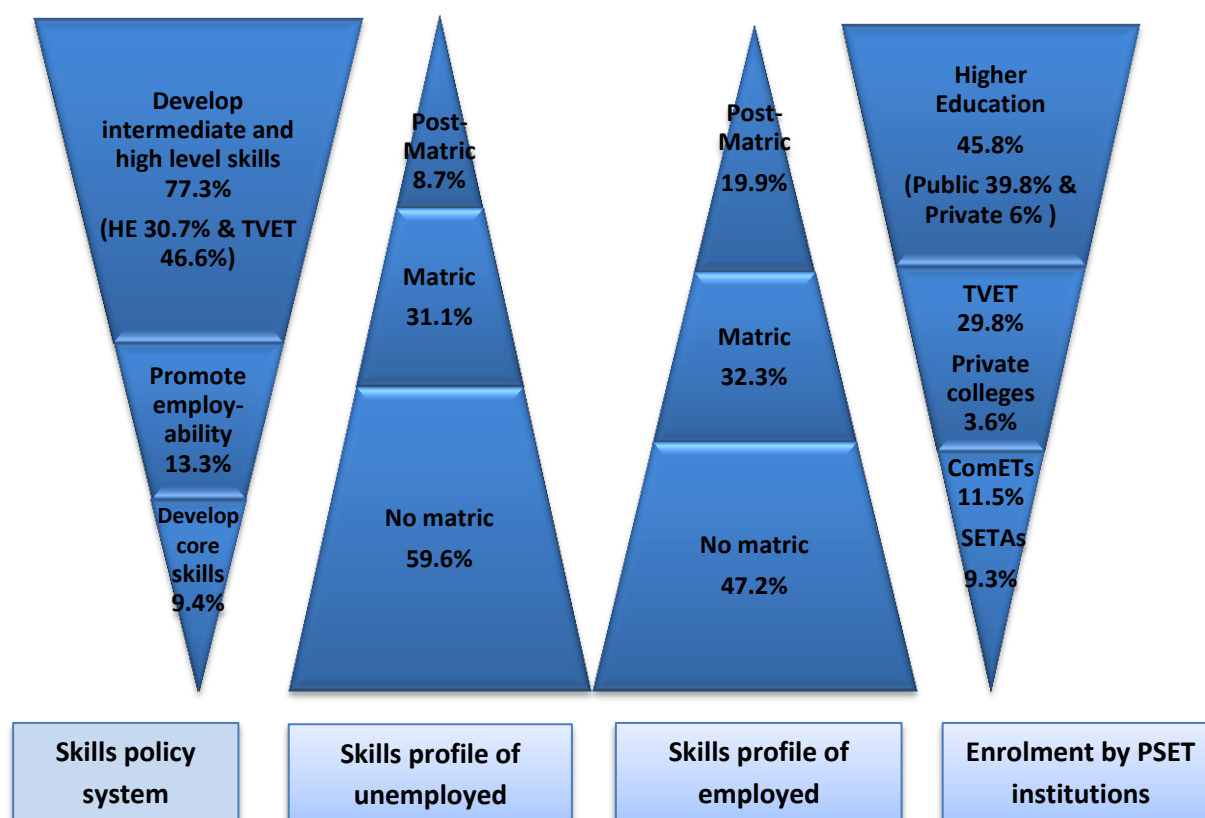 Develop
intermediate and
high level skills
77.3%
(HE 30.7% & TVET
46.6%)
Promote
employ-
ability
13.3%
Develop
core
skills
9.4%
Post-
Matric
8.7%
Matric
31.1%
No matric
59.6%
Post-
Matric
19.9%
Matric
32.3%
No matric
47.2%
Higher
Education
45.8%
(Public 39.8% &
Private 6% )
TVET
29.8%
Private
colleges
3.6%
ComETs
11.5%
SETAs
9.3%
Skills policy
system
Skills profile of
unemployed
Skills profile of
employed
Enrolment by PSET
institutions